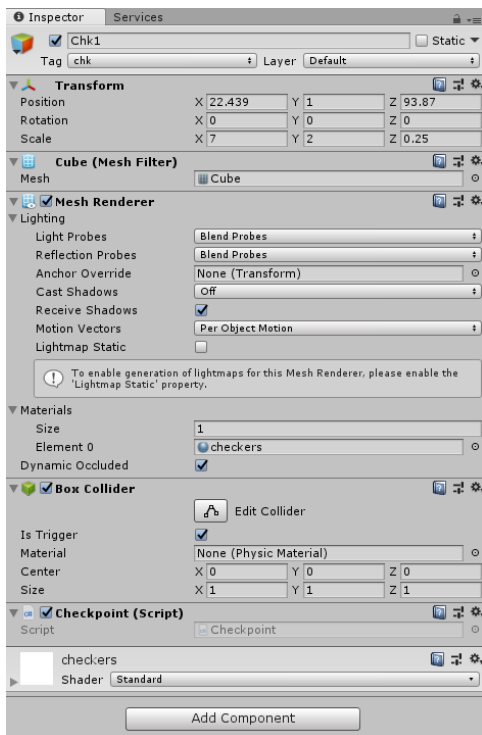 Inspector Services
Chk1 Static
Tag chk Layer Default
Transform
Position X 22.439 Y 1 Z 93.87
Rotation X 0 Y 0 Z 0
Scale X 7 Y 2 Z 0.25
Cube (Mesh Filter)
Mesh Cube
Mesh Renderer
Lighting
Light Probes Blend Probes
Reflection Probes Blend Probes
Anchor Override None (Transform)
Cast Shadows Off
Receive Shadows
Motion Vectors Per Object Motion
Lightmap Static
To enable generation of lightmaps for this Mesh Renderer, please enable the
'Lightmap Static' property.
Materials
Size 1
Element 0 checkers
Dynamic Occluded
Box Collider
Edit Collider
Is Trigger
Material None (Physic Material)
Center X 0 Y 0 Z 0
Size X 1 Y 1 Z 1
Checkpoint (Script)
Script Checkpoint
checkers
Shader Standard
Add Component